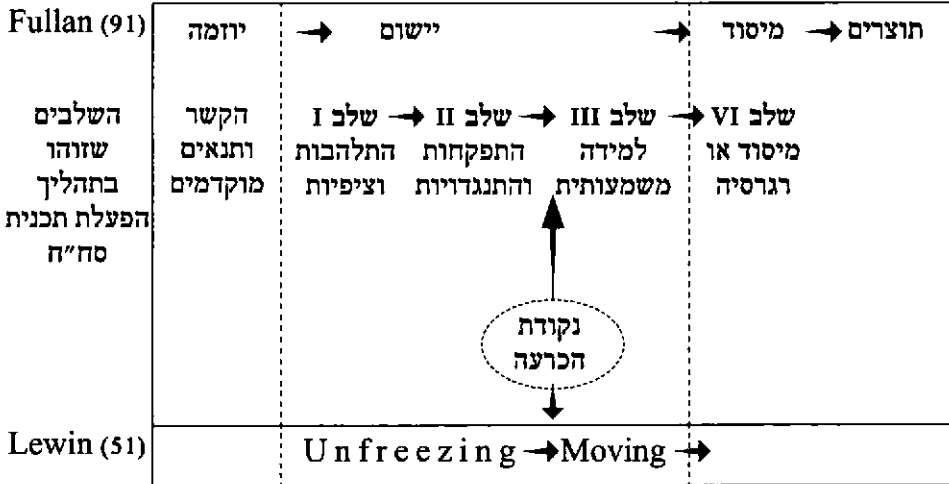 Fullan (91) יוזמה → יישום → מיסוד → תוצרים
השלבים
שזוהו
בתהליך
הפעלת תכנית
סח״ח
הקשר
ותנאים
מוקדמים
שלב I → שלב II → שלב III → שלב VI
התלהבות
וציפיות
התפקחות
והתנגדויות
למידה
משמעותית
מיסוד או
רגרסיה
נקודת
הכרעה
Lewin (51) Unfreezing → Moving →